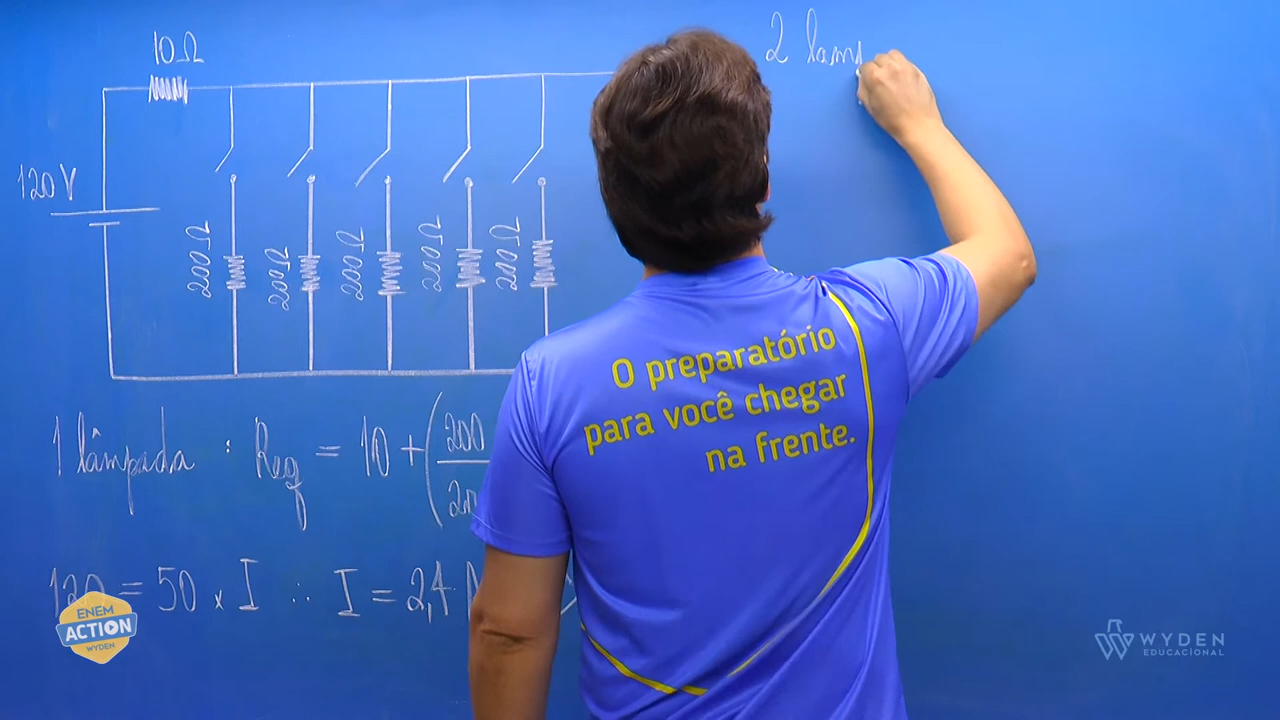 10Ω
2 lam
120 V
200Ω
200Ω
200Ω
200Ω
200Ω
O preparatório
para você chegar
na frente.
1 lâmpada : Req = 10 + (200
120 = 50 x I ∴ I = 2,4
ENEM
ACTION
WYDEN
WYDEN
EDUCACIONAL